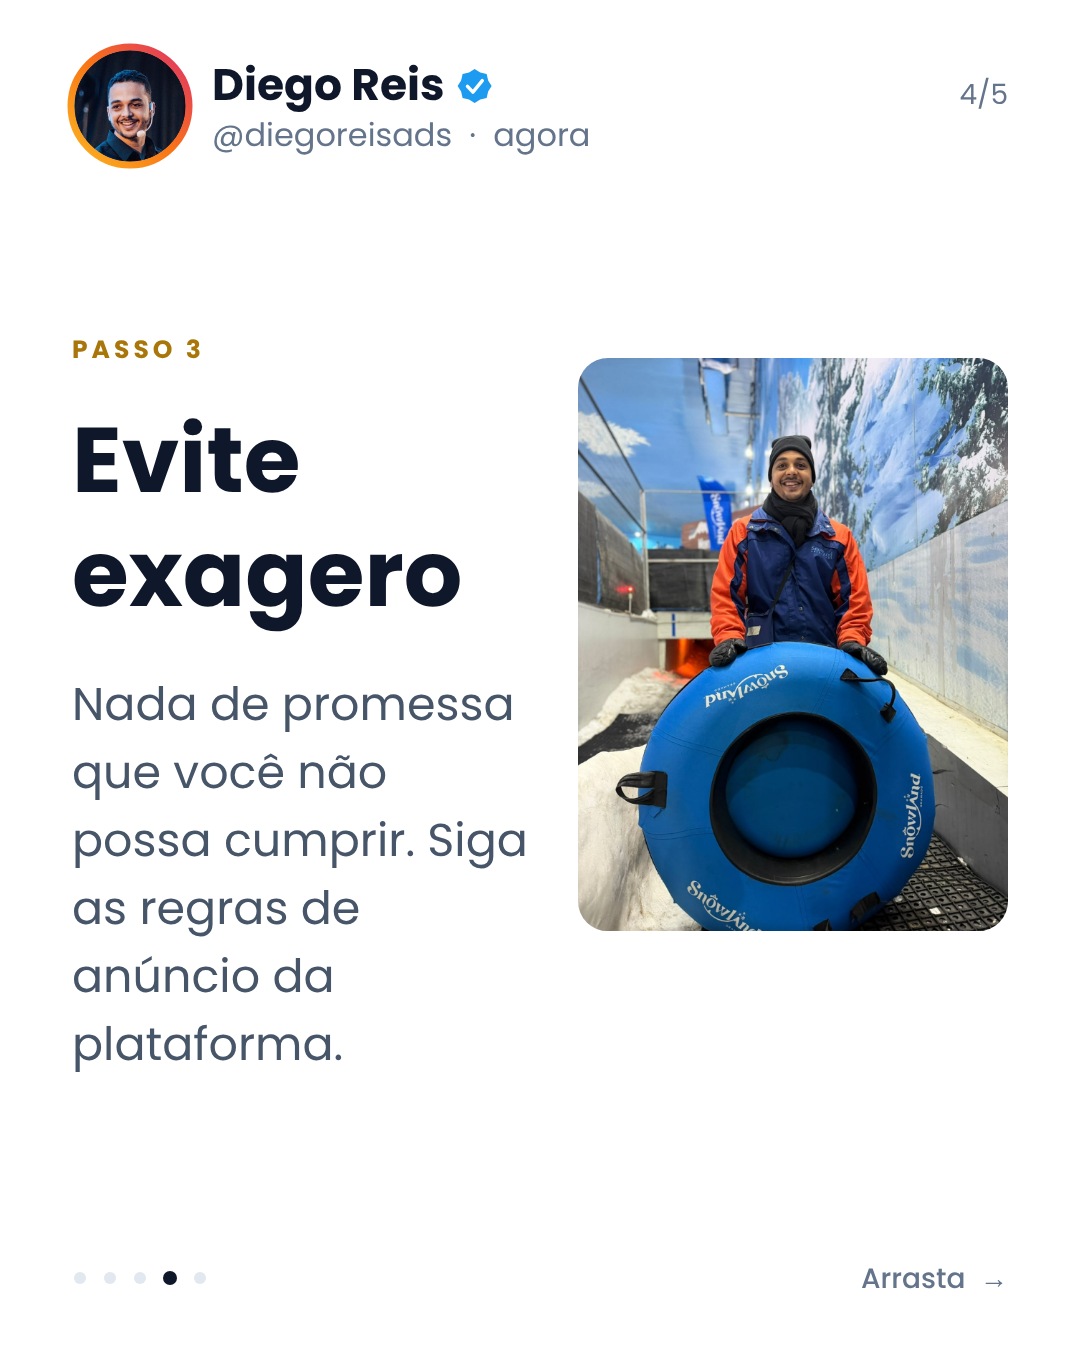 Diego Reis
@diegoreisads · agora
4/5
PASSO 3
Evite
exagero
Nada de promessa
que você não
possa cumprir. Siga
as regras de
anúncio da
plataforma.
Snowland
Snowland
Snowland
Snowland
Arrasta →